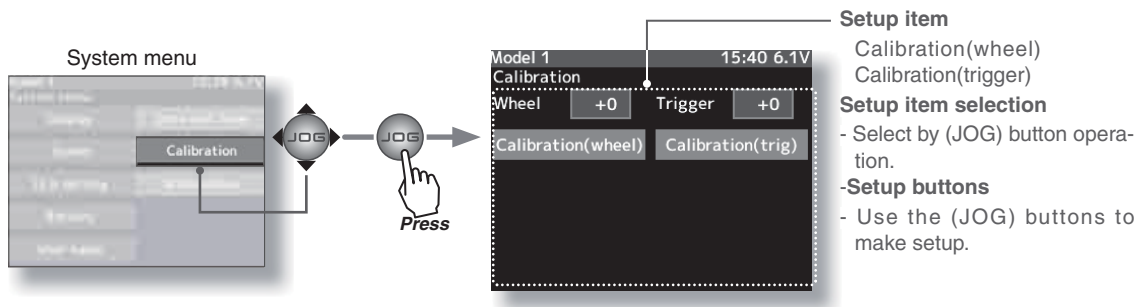 System menu
Calibration
JOG
JOG
Press
Model 1 15:40 6.1V
Calibration
Wheel +0 Trigger +0
Calibration(wheel) Calibration(trig)
Setup item
Calibration(wheel)
Calibration(trigger)
Setup item selection
- Select by (JOG) button opera-
tion.
-Setup buttons
- Use the (JOG) buttons to
make setup.